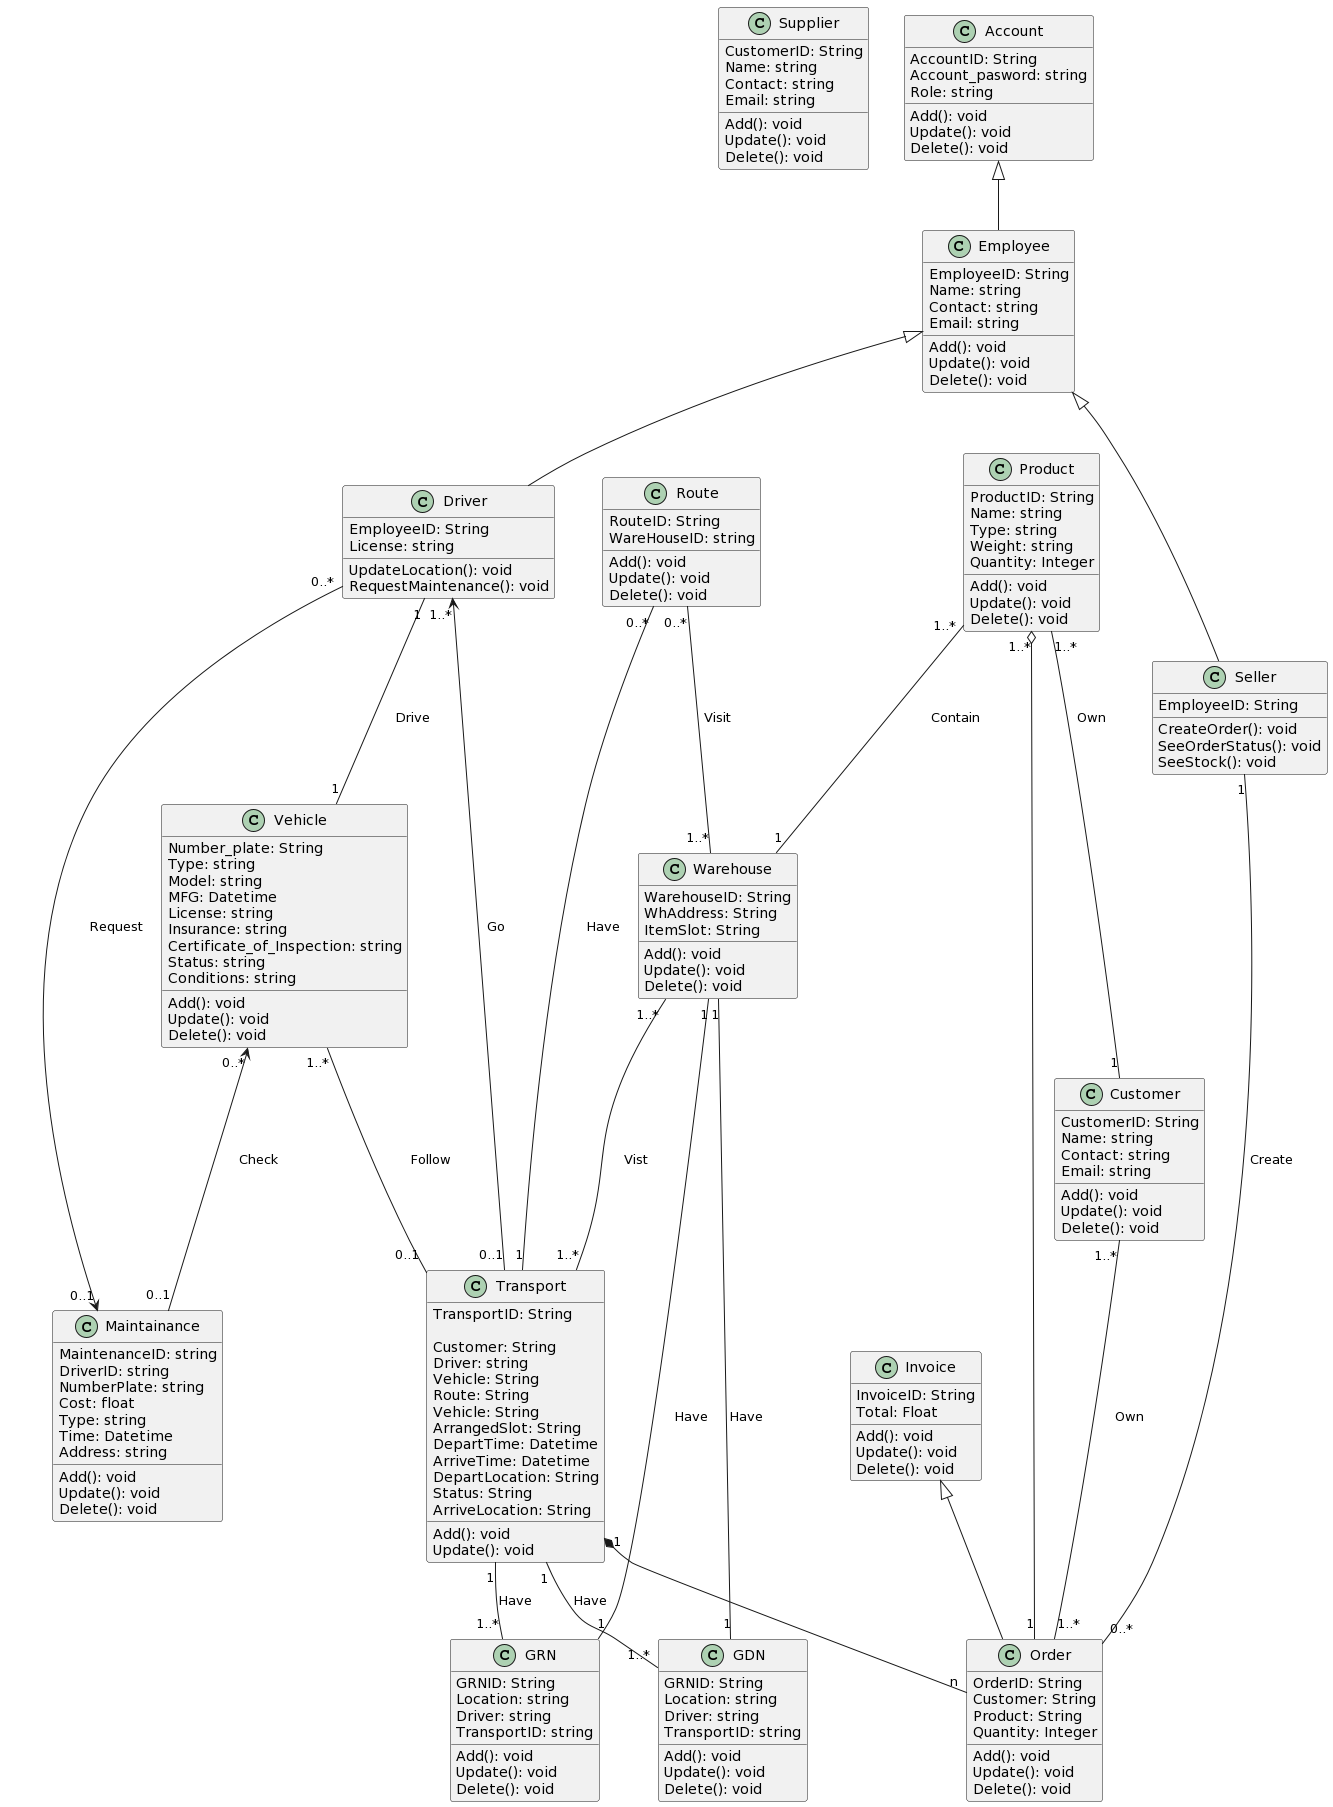 C Supplier
CustomerID: String
Name: string
Contact: string
Email: string
Add(): void
Update(): void
Delete(): void
C Account
AccountID: String
Account_pasword: string
Role: string
Add(): void
Update(): void
Delete(): void
C Employee
EmployeeID: String
Name: string
Contact: string
Email: string
Add(): void
Update(): void
Delete(): void
C Driver
EmployeeID: String
License: string
UpdateLocation(): void
RequestMaintenance(): void
C Route
RouteID: String
WareHouseID: string
Add(): void
Update(): void
Delete(): void
C Product
ProductID: String
Name: string
Type: string
Weight: string
Quantity: Integer
Add(): void
Update(): void
Delete(): void
C Seller
EmployeeID: String
CreateOrder(): void
SeeOrderStatus(): void
SeeStock(): void
0..*
1
1..*
0..*
0..*
1..*
1..*
1..*
Drive
Visit
Contain
Own
1
1
1..*
1
C Vehicle
Number_plate: String
Type: string
Model: string
MFG: Datetime
License: string
Insurance: string
Certificate_of_Inspection: string
Status: string
Conditions: string
Add(): void
Update(): void
Delete(): void
C Warehouse
WarehouseID: String
WhAddress: String
ItemSlot: String
Add(): void
Update(): void
Delete(): void
Request
Go
Have
0..*
1..*
1..*
1
1
1
C Customer
CustomerID: String
Name: string
Contact: string
Email: string
Add(): void
Update(): void
Delete(): void
Check
Follow
Vist
Create
0..1
0..1
0..1
0..1
1
1..*
1..*
C Maintainance
MaintenanceID: string
DriverID: string
NumberPlate: string
Cost: float
Type: string
Time: Datetime
Address: string
Add(): void
Update(): void
Delete(): void
C Transport
TransportID: String
Customer: String
Driver: string
Vehicle: String
Route: String
Vehicle: String
ArrangedSlot: String
DepartTime: Datetime
ArriveTime: Datetime
DepartLocation: String
Status: String
ArriveLocation: String
Add(): void
Update(): void
C Invoice
InvoiceID: String
Total: Float
Add(): void
Update(): void
Delete(): void
Have
Have
Own
1
1
1
Have
Have
1..*
1
1..*
1
1
1..*
0..*
n
C GRN
GRNID: String
Location: string
Driver: string
TransportID: string
Add(): void
Update(): void
Delete(): void
C GDN
GRNID: String
Location: string
Driver: string
TransportID: string
Add(): void
Update(): void
Delete(): void
C Order
OrderID: String
Customer: String
Product: String
Quantity: Integer
Add(): void
Update(): void
Delete(): void